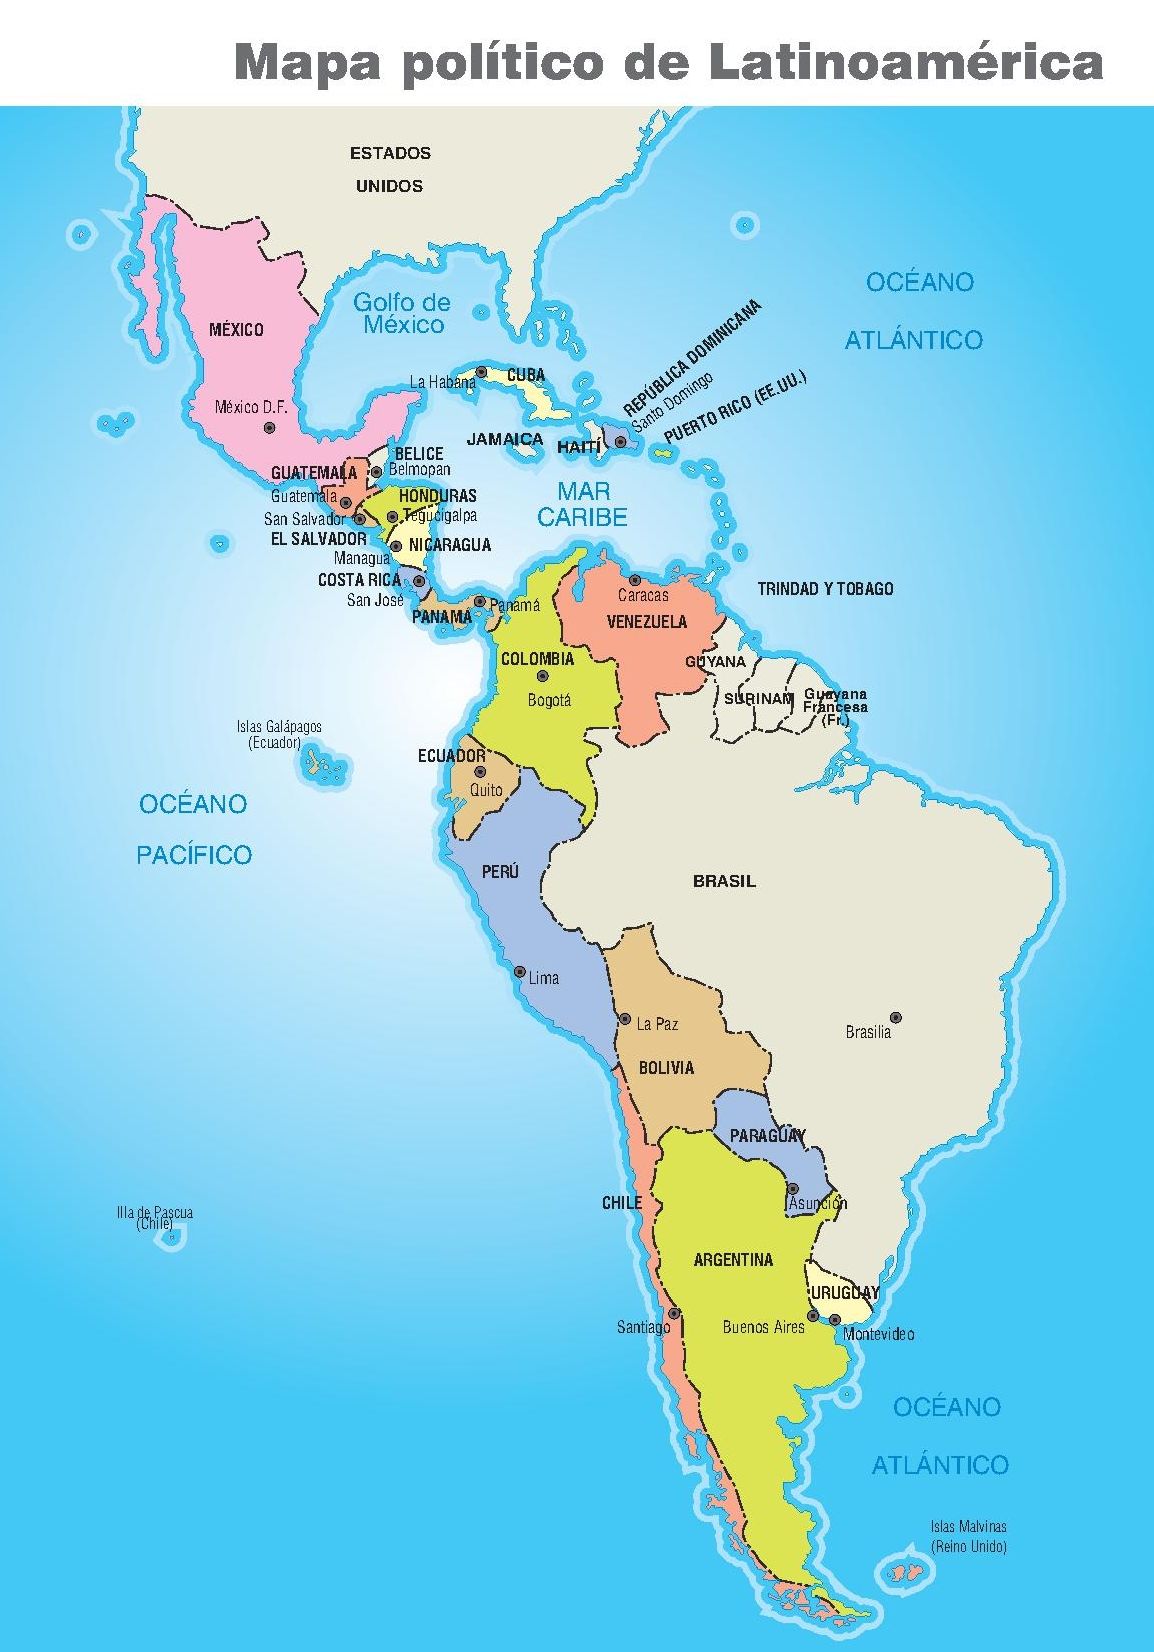 Mapa político de Latinoamérica
ESTADOS
UNIDOS
OCÉANO
ATLÁNTICO
Golfo de
México
MÉXICO
México D.F.
La Habana
CUBA
REPÚBLICA DOMINICANA
Santo Domingo
PUERTO RICO (EE.UU.)
JAMAICA
HAITÍ
BELICE
Belmopan
GUATEMALA
Guatemala
HONDURAS
Tegucigalpa
San Salvador
EL SALVADOR
NICARAGUA
Managua
MAR
CARIBE
COSTA RICA
San José
PANAMÁ
Panamá
TRINDAD Y TOBAGO
Caracas
VENEZUELA
COLOMBIA
Bogotá
GUYANA
SURINAM
Guayana
Francesa
(Fr.)
Islas Galápagos
(Ecuador)
ECUADOR
Quito
OCÉANO
PACÍFICO
PERÚ
Lima
BRASIL
Brasilia
La Paz
BOLIVIA
PARAGUAY
Asunción
CHILE
Illa de Pascua
(Chile)
ARGENTINA
URUGUAY
Santiago
Buenos Aires
Montevideo
OCÉANO
ATLÁNTICO
Islas Malvinas
(Reino Unido)